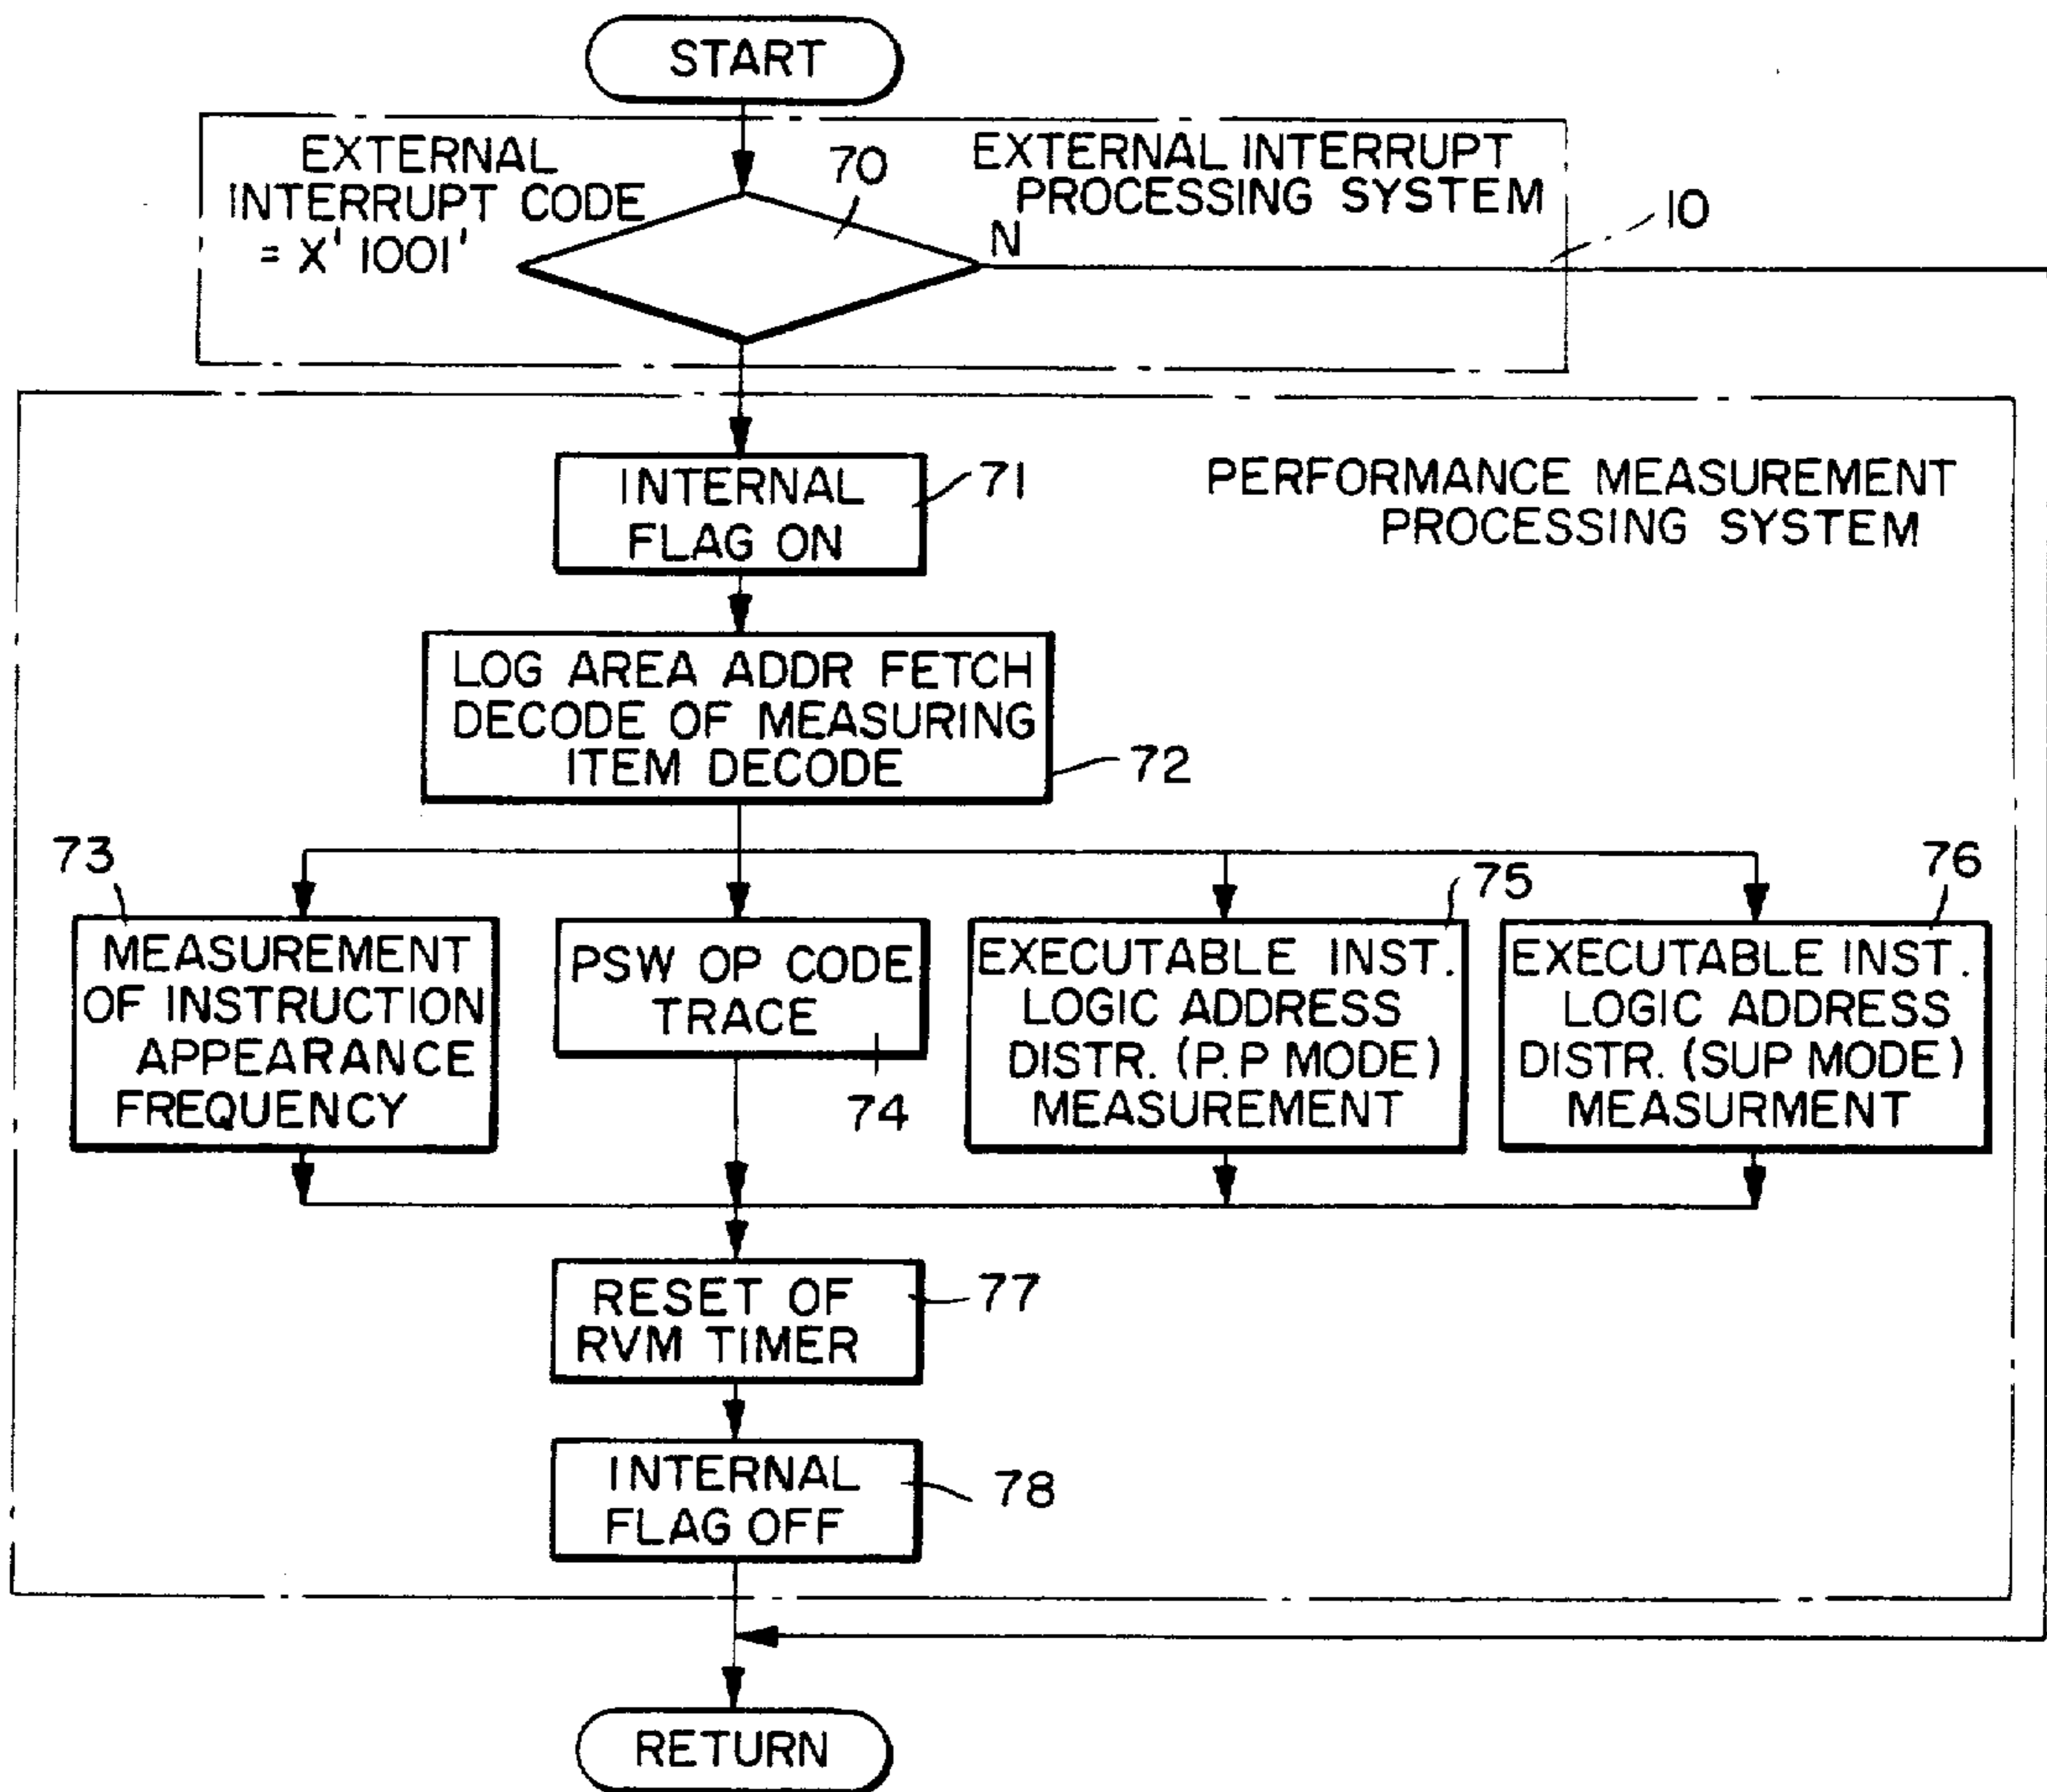 START
EXTERNAL
INTERRUPT CODE
= X' 1001'
70
EXTERNAL INTERRUPT
PROCESSING SYSTEM
N
10
INTERNAL
FLAG ON
71
PERFORMANCE MEASUREMENT
PROCESSING SYSTEM
LOG AREA ADDR FETCH
DECODE OF MEASURING
ITEM DECODE
72
73
MEASUREMENT
OF INSTRUCTION
APPEARANCE
FREQUENCY
PSW OP CODE
TRACE
74
75
EXECUTABLE INST.
LOGIC ADDRESS
DISTR. (P.P MODE)
MEASUREMENT
76
EXECUTABLE INST.
LOGIC ADDRESS
DISTR. (SUP MODE)
MEASURMENT
RESET OF
RVM TIMER
77
INTERNAL
FLAG OFF
78
RETURN